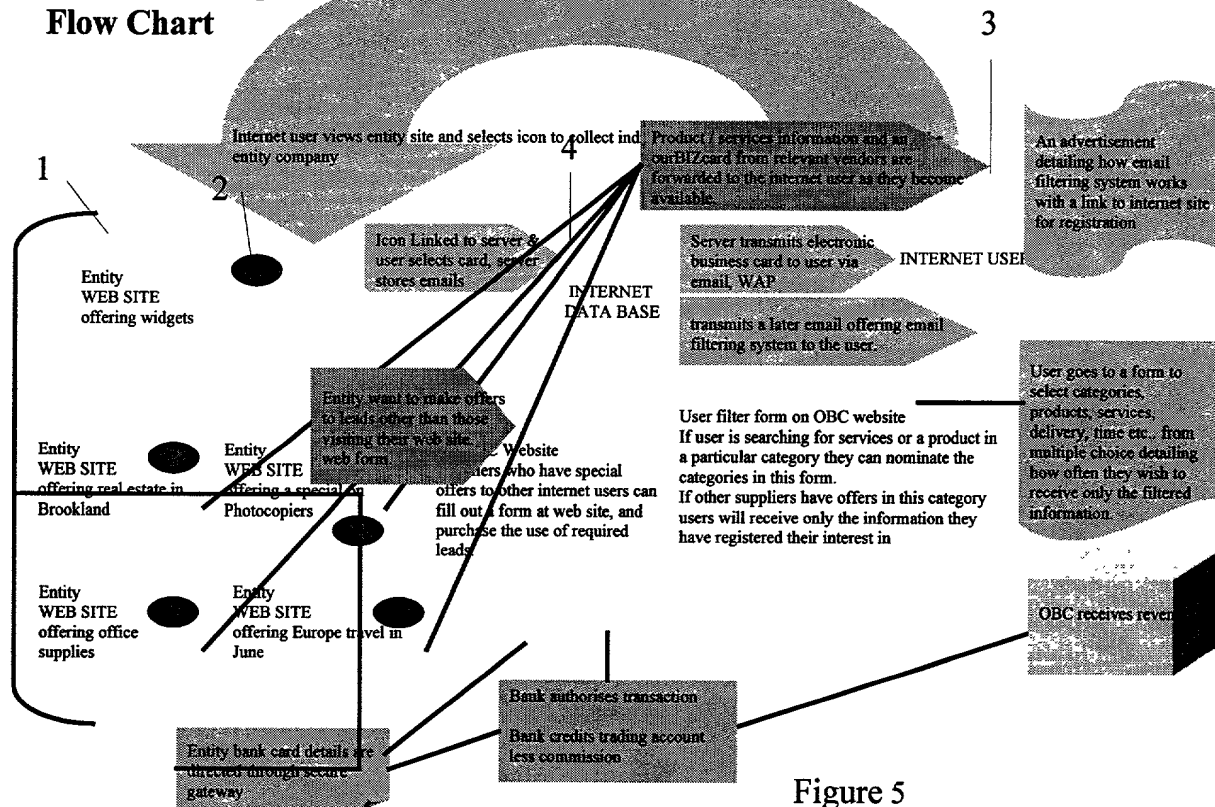 Flow Chart
3
Internet user views entity site and selects icon to collect ind
entity company
4
Product / services information and an
ourBIZcard from relevant vendors are
forwarded to the internet user as they become
available.
An advertisement
detailing how email
filtering system works
with a link to internet site
for registration
1
2
Icon Linked to server &
user selects card, server
stores emails
Server transmits electronic
business card to user via
email, WAP
INTERNET USER
Entity
WEB SITE
offering widgets
INTERNET
DATA BASE
transmits a later email offering email
filtering system to the user.
Entity want to make offers
to leads other than those
visiting their web site.
web form
User goes to a form to
select categories,
products, services,
delivery, time etc., from
multiple choice detailing
how often they wish to
receive only the filtered
information.
Entity
WEB SITE
offering real estate in
Brookland
Entity
WEB SITE
offering a special on
Photocopiers
Website
who have special
offers to other internet users can
fill out a form at web site, and
purchase the use of required
leads.
User filter form on OBC website
If user is searching for services or a product in
a particular category they can nominate the
categories in this form.
If other suppliers have offers in this category
users will receive only the information they
have registered their interest in
Entity
WEB SITE
offering office
supplies
Entity
WEB SITE
offering Europe travel in
June
OBC receives reven
Bank authorises transaction
Bank credits trading account
less commission
Entity bank card details are
directed through secure
gateway
Figure 5